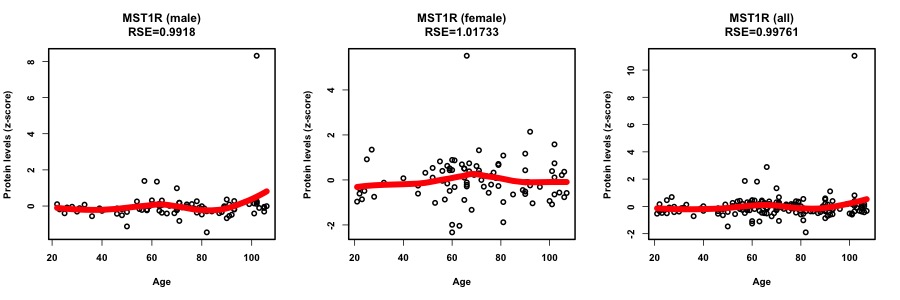 MST1R (male)
RSE=0.9918
Protein levels (z-score)
8
6
4
2
0
20 40 60 80 100
Age
MST1R (female)
RSE=1.01733
Protein levels (z-score)
4
2
0
-2
20 40 60 80 100
Age
MST1R (all)
RSE=0.99761
Protein levels (z-score)
10
8
6
4
2
0
-2
20 40 60 80 100
Age